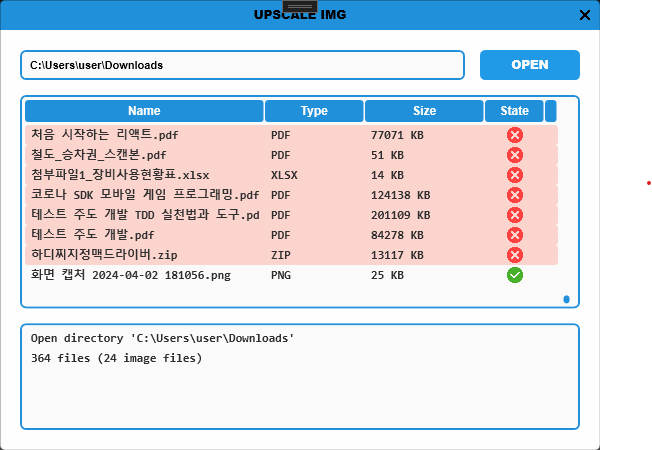 UPSCALE IMG
C:\Users\user\Downloads OPEN
Name Type Size State
처음 시작하는 리액트.pdf PDF 77071 KB
철도_승차권_스캔본.pdf PDF 51 KB
첨부파일1_장비사용현황표.xlsx XLSX 14 KB
코로나 SDK 모바일 게임 프로그래밍.pdf PDF 124138 KB
테스트 주도 개발 TDD 실천법과 도구.pd PDF 201109 KB
테스트 주도 개발.pdf PDF 84278 KB
하디찌지정맥드라이버.zip ZIP 13117 KB
화면 캡처 2024-04-02 181056.png PNG 25 KB
Open directory 'C:\Users\user\Downloads'
364 files (24 image files)